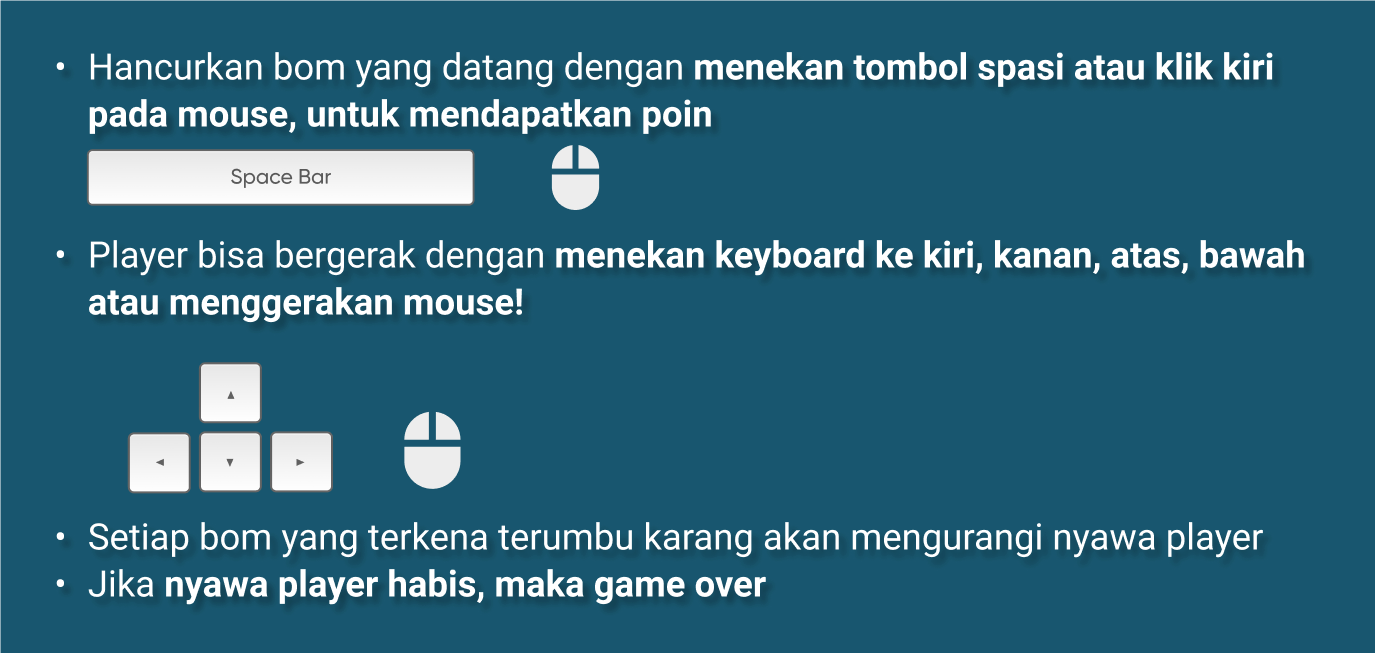 • Hancurkan bom yang datang dengan menekan tombol spasi atau klik kiri
pada mouse, untuk mendapatkan poin
Space Bar
• Player bisa bergerak dengan menekan keyboard ke kiri, kanan, atas, bawah
atau menggerakan mouse!
▲
◄ ▼ ►
• Setiap bom yang terkena terumbu karang akan mengurangi nyawa player
• Jika nyawa player habis, maka game over